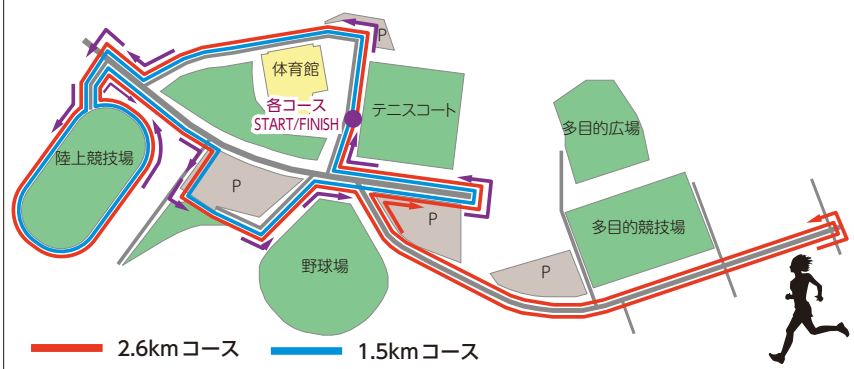 P
体育館
各コース
START/FINISH
テニスコート
多目的広場
陸上競技場
P
P
多目的競技場
野球場
P
2.6kmコース
1.5kmコース